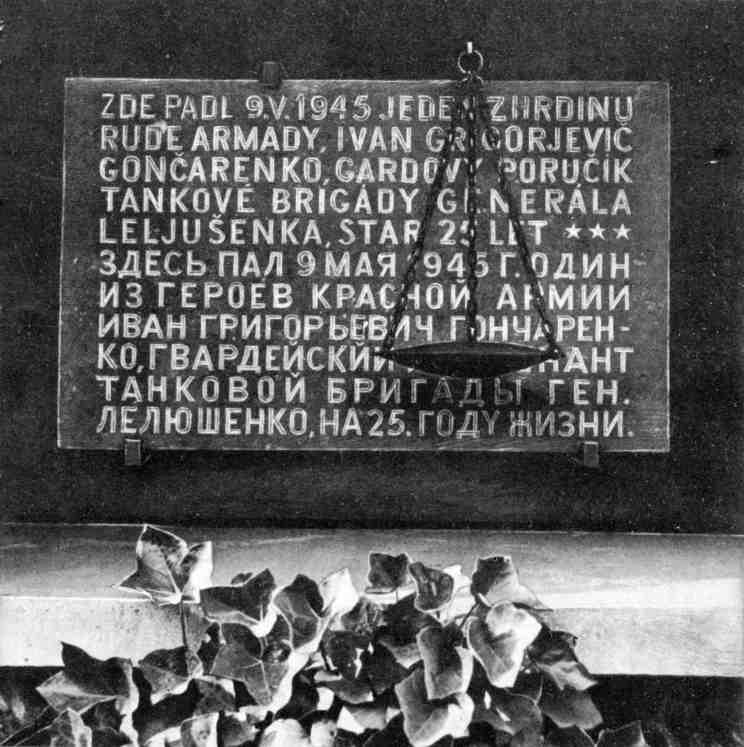 ZDE PADL 9.V.1945 JEDEN Z HRDINŮ
RUDÉ ARMÁDY, IVAN GRIGORJEVIČ
GONČARENKO, GARDOVÝ PORUČÍK
TANKOVÉ BRIGÁDY GENERÁLA
LELJUŠENKA, STAR 25 LET ★★★
ЗДЕСЬ ПАЛ 9 МАЯ 1945 Г. ОДИН
ИЗ ГЕРОЕВ КРАСНОЙ АРМИИ
ИВАН ГРИГОРЬЕВИЧ ГОНЧАРЕН-
КО, ГВАРДЕЙСКИЙ
ТАНКОВОЙ БРИГАДЫ ГЕН.
ЛЕЛЮШЕНКО, НА 25. ГОДУ ЖИЗНИ.